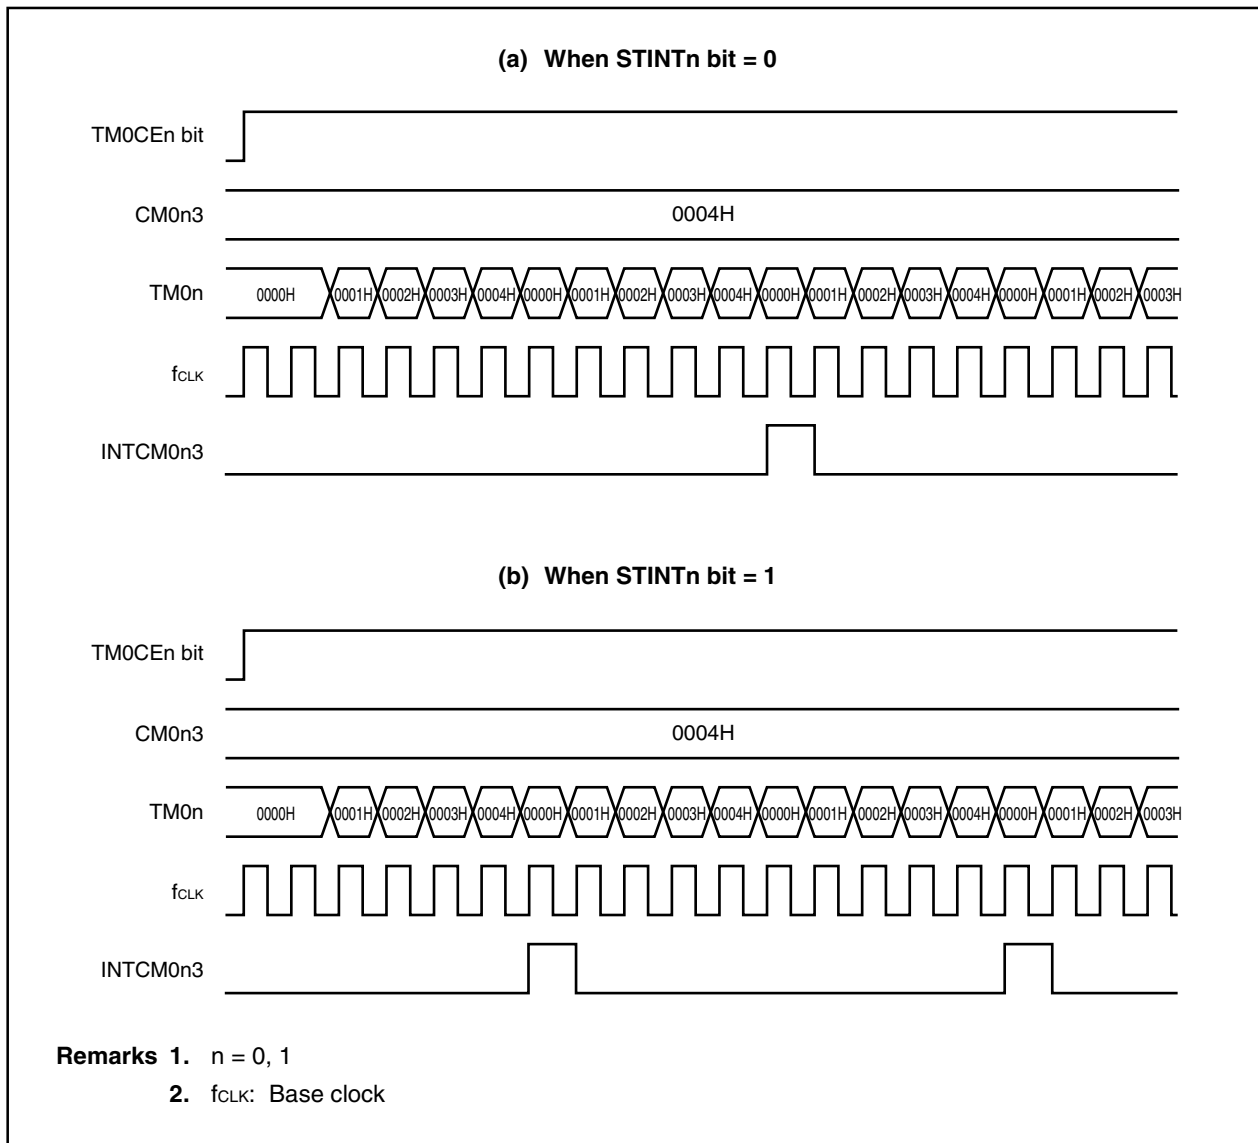 (a) When STINTn bit = 0
TM0CEn bit
CM0n3 0004H
TM0n 0000H 0001H 0002H 0003H 0004H 0000H 0001H 0002H 0003H 0004H 0000H 0001H 0002H 0003H 0004H 0000H 0001H 0002H 0003H
fCLK
INTCM0n3
(b) When STINTn bit = 1
TM0CEn bit
CM0n3 0004H
TM0n 0000H 0001H 0002H 0003H 0004H 0000H 0001H 0002H 0003H 0004H 0000H 0001H 0002H 0003H 0004H 0000H 0001H 0002H 0003H
fCLK
INTCM0n3
Remarks 1. n = 0, 1
2. fCLK: Base clock